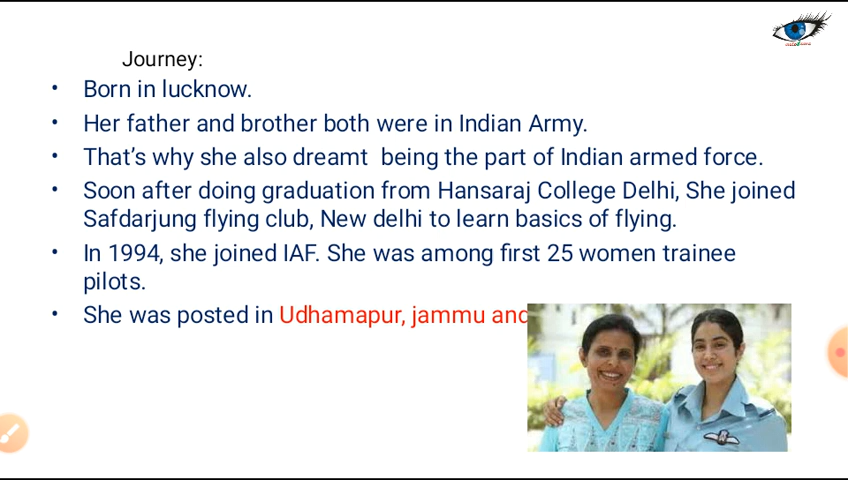 Journey:
• Born in lucknow.
• Her father and brother both were in Indian Army.
• That's why she also dreamt  being the part of Indian armed force.
• Soon after doing graduation from Hansaraj College Delhi, She joined
Safdarjung flying club, New delhi to learn basics of flying.
• In 1994, she joined IAF. She was among first 25 women trainee
pilots.
• She was posted in Udhamapur, jammu and